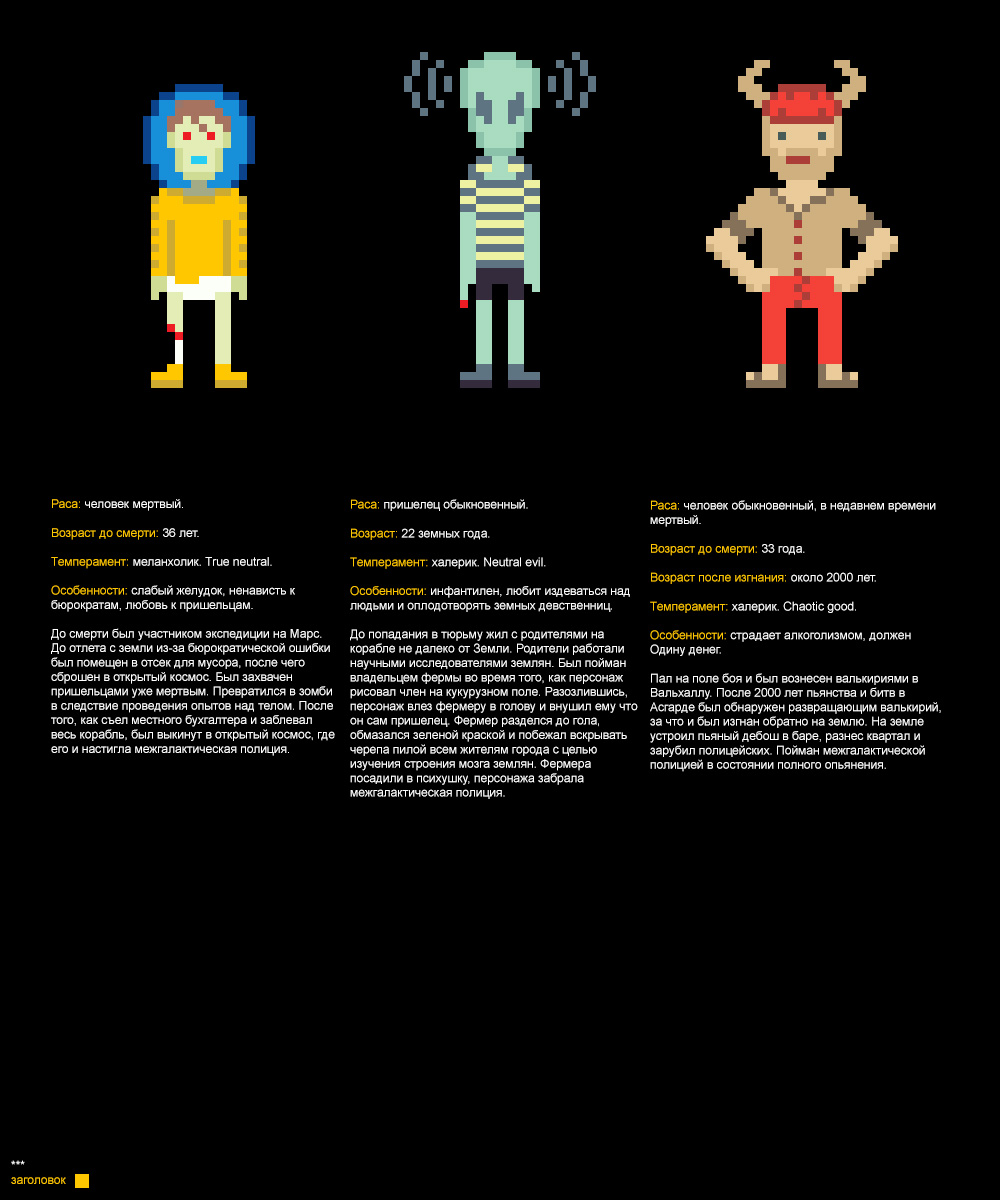 Раса: человек мертвый.
Возраст до смерти: 36 лет.
Темперамент: меланхолик. True neutral.
Особенности: слабый желудок, ненависть к
бюрократам, любовь к пришельцам.
До смерти был участником экспедиции на Марс.
До отлета с земли из-за бюрократической ошибки
был помещен в отсек для мусора, после чего
сброшен в открытый космос. Был захвачен
пришельцами уже мертвым. Превратился в зомби
в следствие проведения опытов над телом. После
того, как съел местного бухгалтера и заблевал
весь корабль, был выкинут в открытый космос, где
его и настигла межгалактическая полиция.
Раса: пришелец обыкновенный.
Возраст: 22 земных года.
Темперамент: халерик. Neutral evil.
Особенности: инфантилен, любит издеваться над
людьми и оплодотворять земных девственниц.
До попадания в тюрьму жил с родителями на
корабле не далеко от Земли. Родители работали
научными исследователями землян. Был пойман
владельцем фермы во время того, как персонаж
рисовал член на кукурузном поле. Разозлившись,
персонаж влез фермеру в голову и внушил ему что
он сам пришелец. Фермер разделся до гола,
обмазался зеленой краской и побежал вскрывать
черепа пилой всем жителям города с целью
изучения строения мозга землян. Фермера
посадили в психушку, персонажа забрала
межгалактическая полиция.
Раса: человек обыкновенный, в недавнем времени
мертвый.
Возраст до смерти: 33 года.
Возраст после изгнания: около 2000 лет.
Темперамент: халерик. Chaotic good.
Особенности: страдает алкоголизмом, должен
Одину денег.
Пал на поле боя и был вознесен валькириями в
Вальхаллу. После 2000 лет пьянства и битв в
Асгарде был обнаружен развращающим валькирий,
за что и был изгнан обратно на землю. На земле
устроил пьяный дебош в баре, разнес квартал и
зарубил полицейских. Пойман межгалактической
полицией в состоянии полного опьянения.
***
заголовок